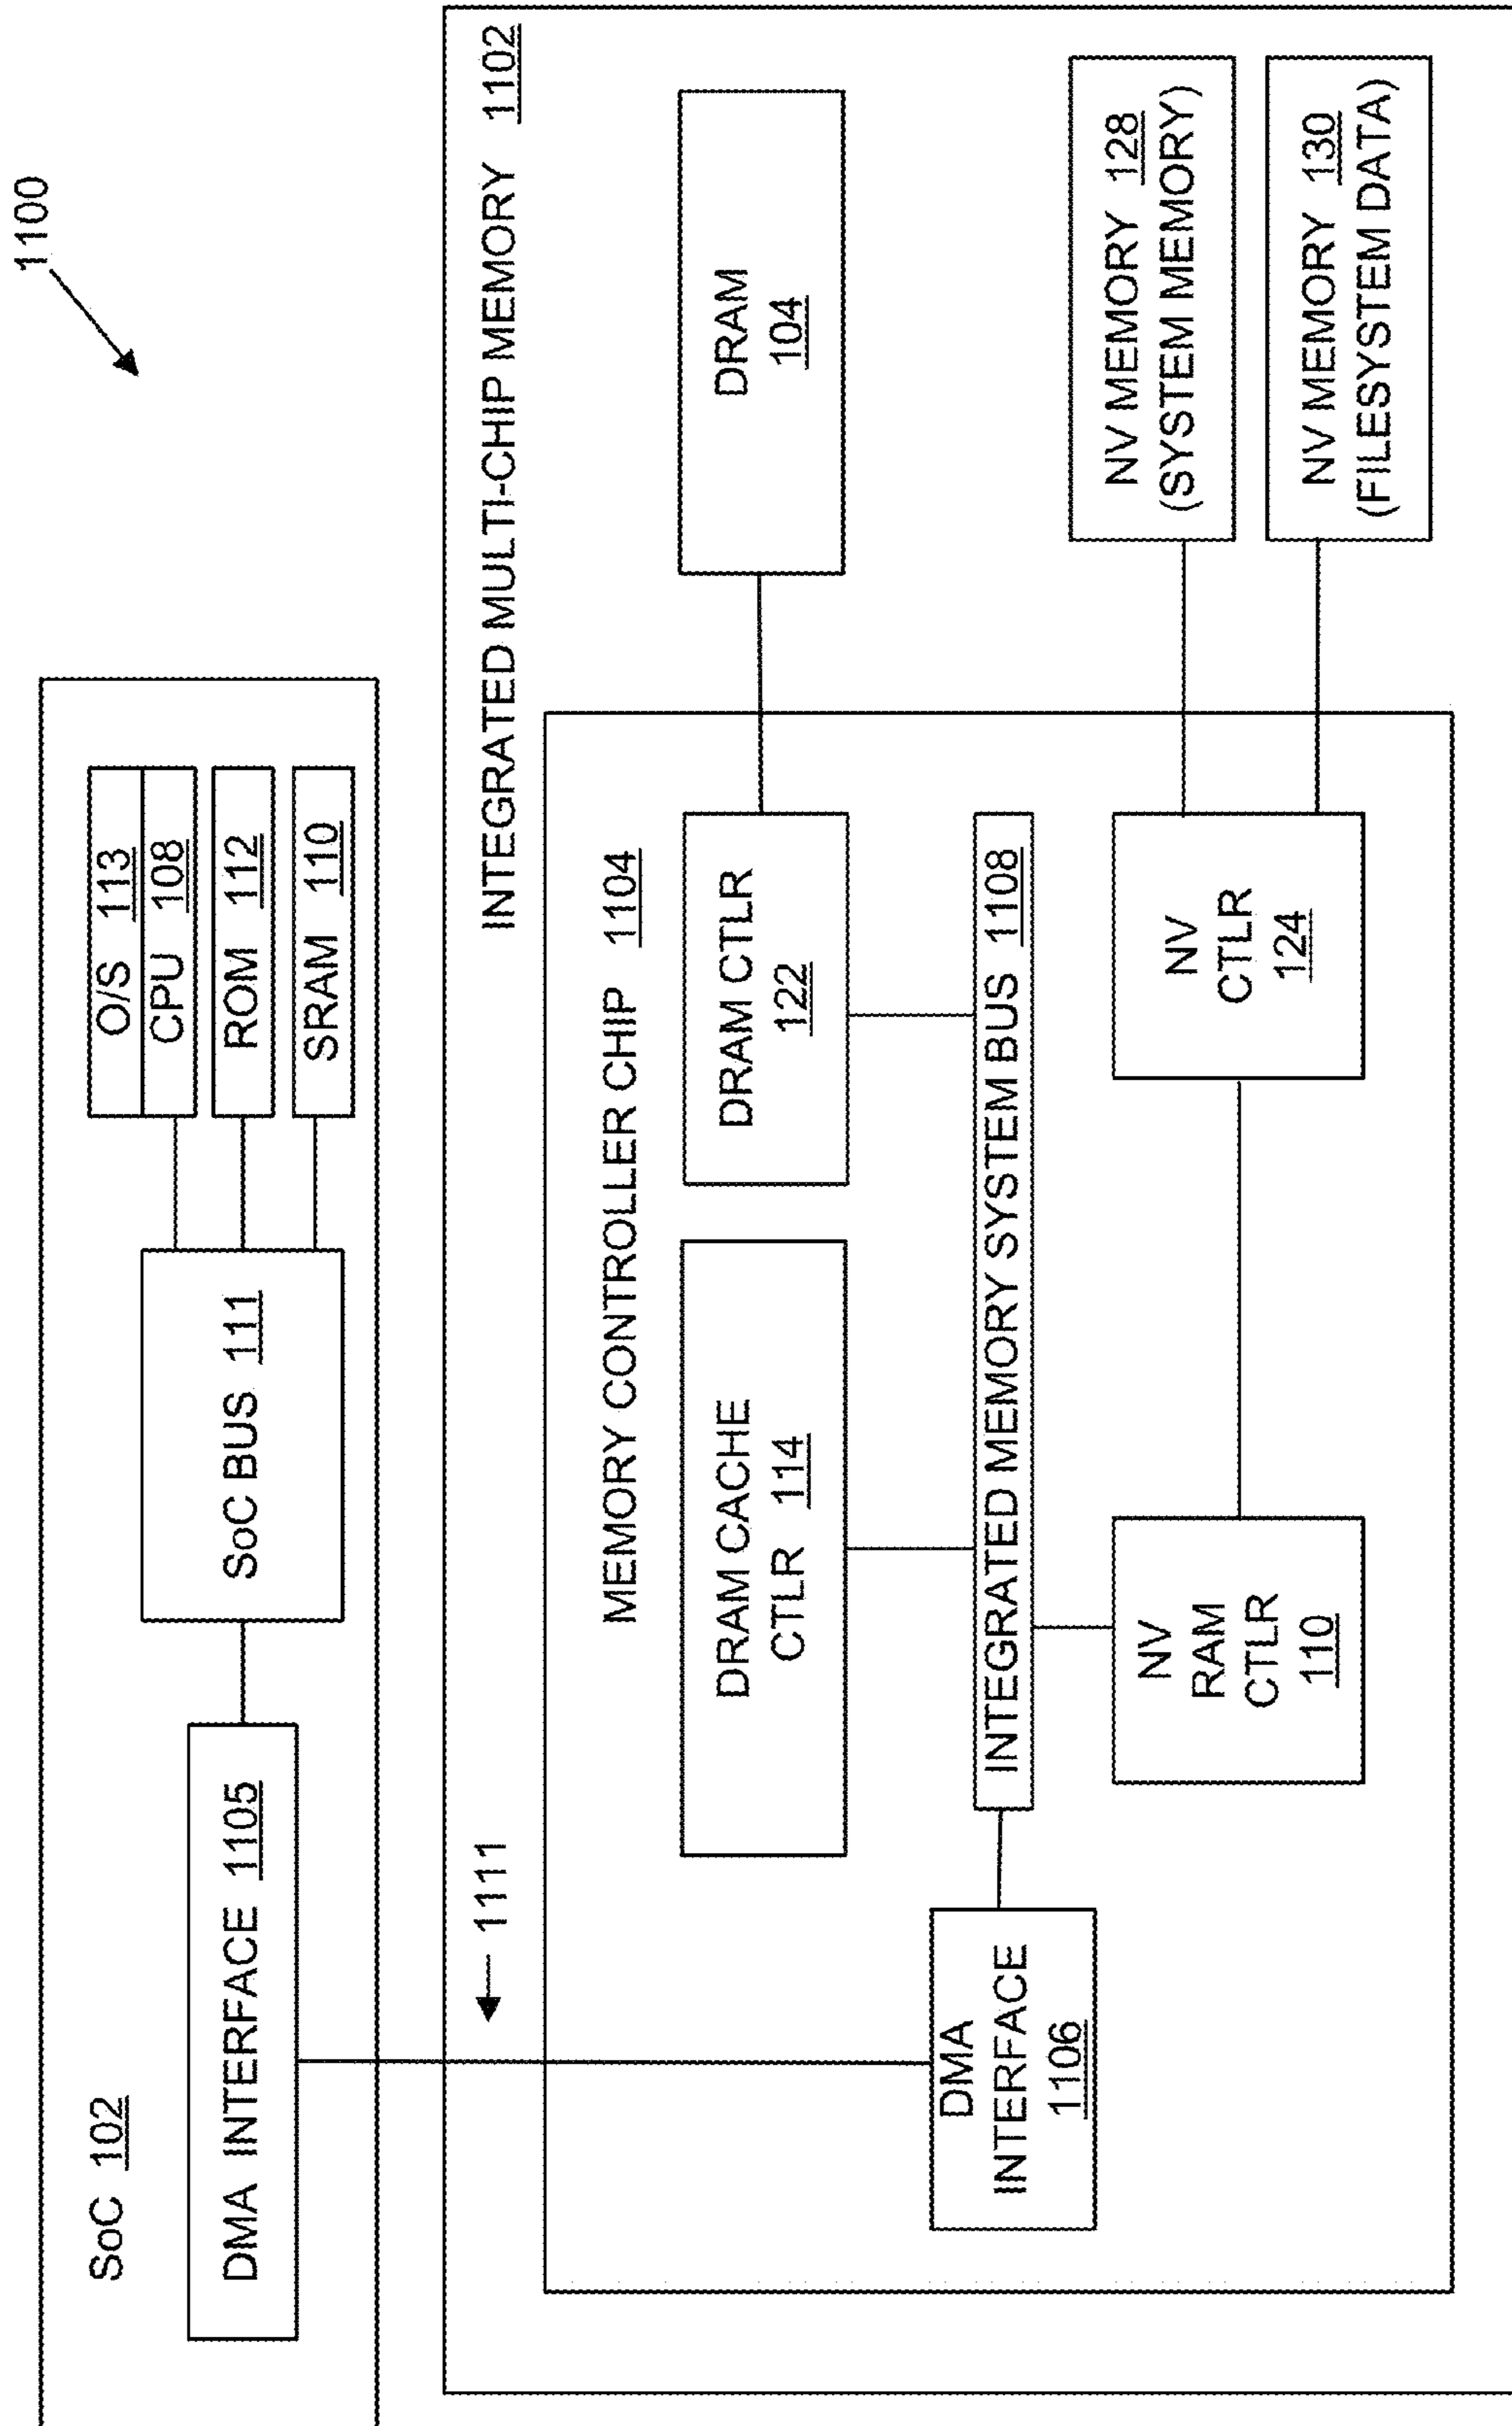 1100
SoC 102
DMA INTERFACE 1105
SoC BUS 111
O/S 113
CPU 108
ROM 112
SRAM 110
1111
INTEGRATED MULTI-CHIP MEMORY 1102
MEMORY CONTROLLER CHIP 1104
DRAM CACHE
CTLR 114
DRAM CTLR
122
DRAM
104
DMA
INTERFACE
1106
INTEGRATED MEMORY SYSTEM BUS 1108
NV
RAM
CTLR
110
NV
CTLR
124
NV MEMORY 128
(SYSTEM MEMORY)
NV MEMORY 130
(FILESYSTEM DATA)